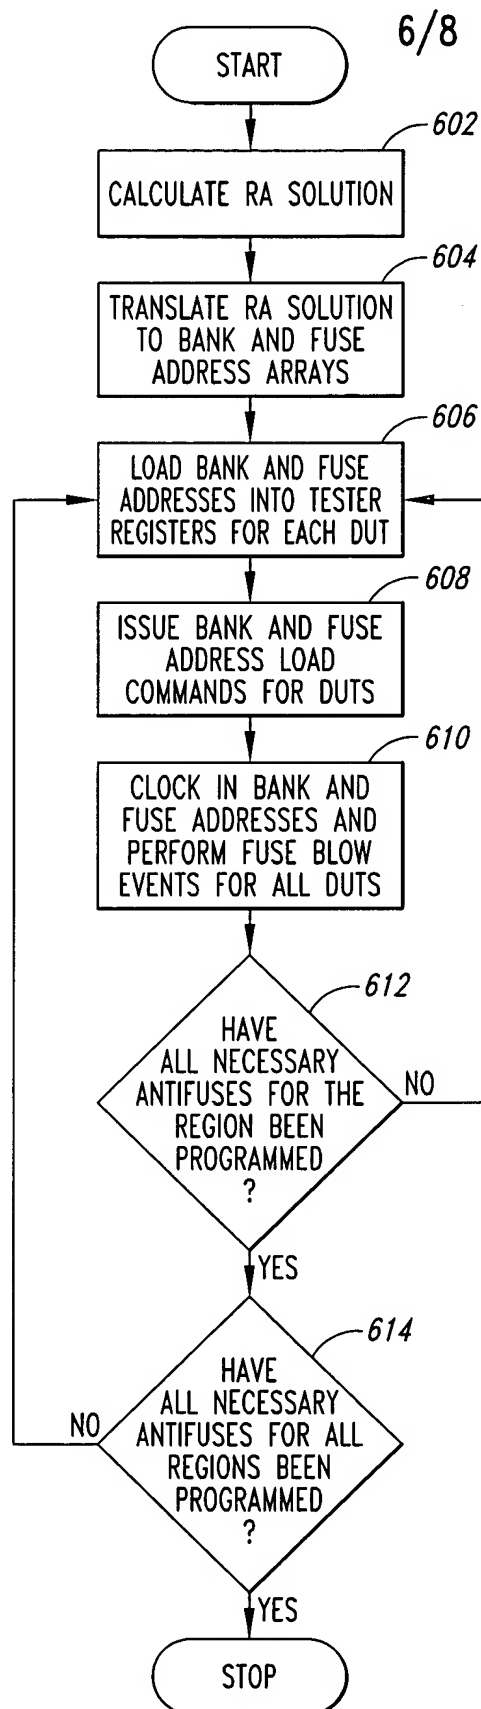 6/8
START
602
CALCULATE RA SOLUTION
604
TRANSLATE RA SOLUTION
TO BANK AND FUSE
ADDRESS ARRAYS
606
LOAD BANK AND FUSE
ADDRESSES INTO TESTER
REGISTERS FOR EACH DUT
608
ISSUE BANK AND FUSE
ADDRESS LOAD
COMMANDS FOR DUTS
610
CLOCK IN BANK AND
FUSE ADDRESSES AND
PERFORM FUSE BLOW
EVENTS FOR ALL DUTS
612
HAVE
ALL NECESSARY
ANTIFUSES FOR THE
REGION BEEN
PROGRAMMED
?
NO
YES
614
HAVE
ALL NECESSARY
ANTIFUSES FOR ALL
REGIONS BEEN
PROGRAMMED
?
NO
YES
STOP